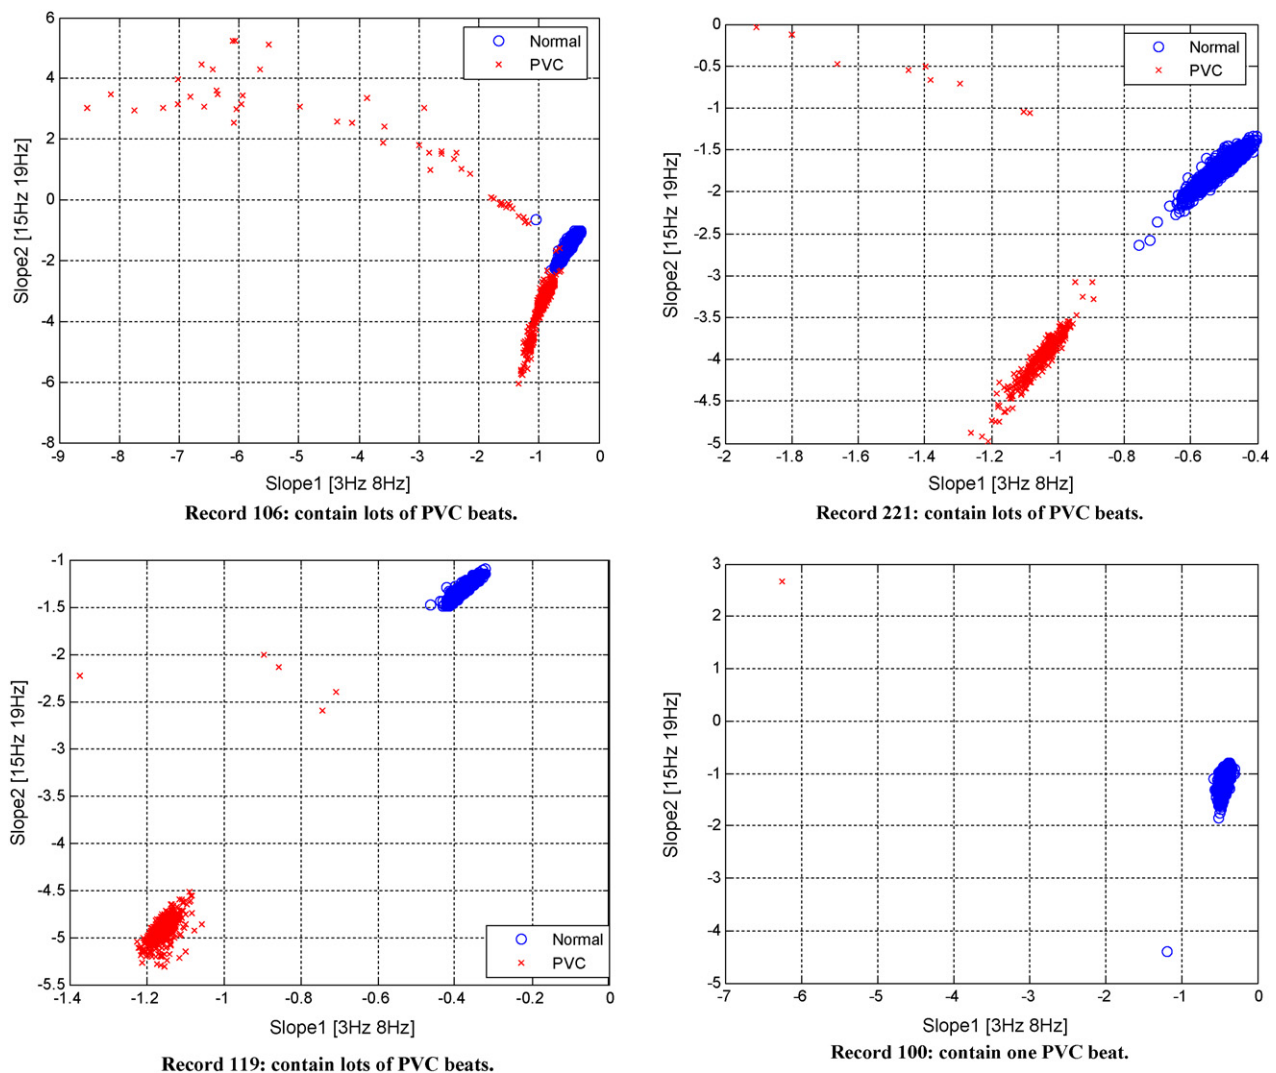 6
4
2
0
-2
-4
-6
-8
Slope2 [15Hz 19Hz]
Normal
PVC
-9 -8 -7 -6 -5 -4 -3 -2 -1 0
Slope1 [3Hz 8Hz]
Record 106: contain lots of PVC beats.
0
-0.5
-1
-1.5
-2
-2.5
-3
-3.5
-4
-4.5
-5
Slope2 [15Hz 19Hz]
Normal
PVC
-2 -1.8 -1.6 -1.4 -1.2 -1 -0.8 -0.6 -0.4
Slope1 [3Hz 8Hz]
Record 221: contain lots of PVC beats.
-1
-1.5
-2
-2.5
-3
-3.5
-4
-4.5
-5
-5.5
Slope2 [15Hz 19Hz]
Normal
PVC
-1.4 -1.2 -1 -0.8 -0.6 -0.4 -0.2 0
Slope1 [3Hz 8Hz]
Record 119: contain lots of PVC beats.
3
2
1
0
-1
-2
-3
-4
-5
Slope2 [15Hz 19Hz]
-7 -6 -5 -4 -3 -2 -1 0
Slope1 [3Hz 8Hz]
Record 100: contain one PVC beat.